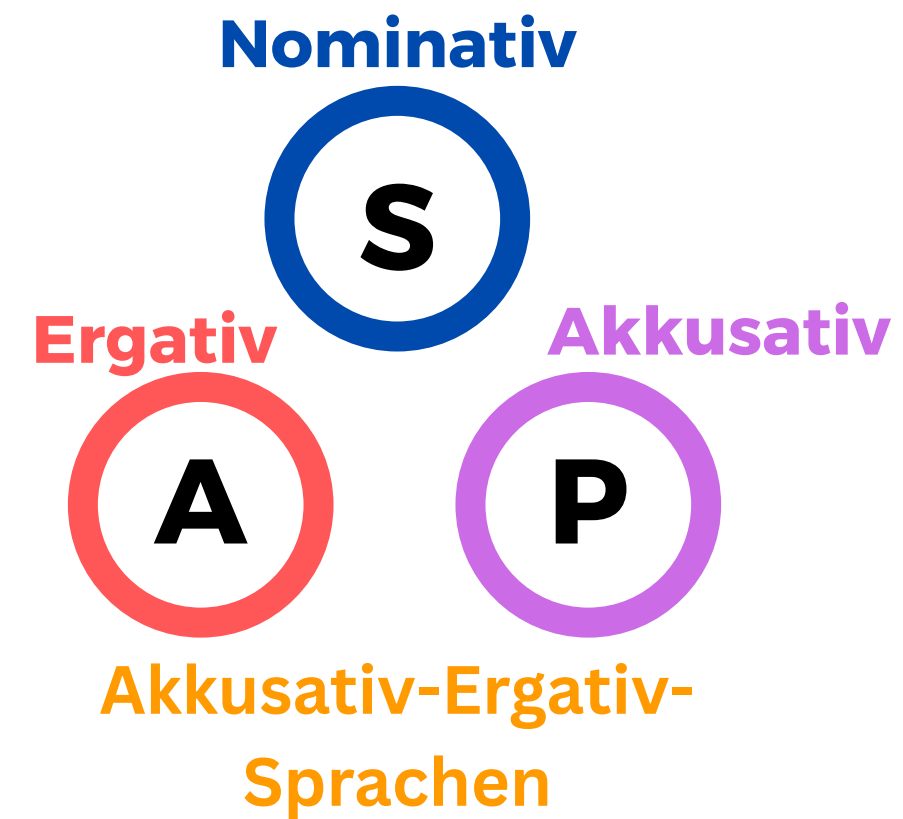 Nominativ
S
Ergativ
Akkusativ
A
P
Akkusativ-Ergativ-
Sprachen